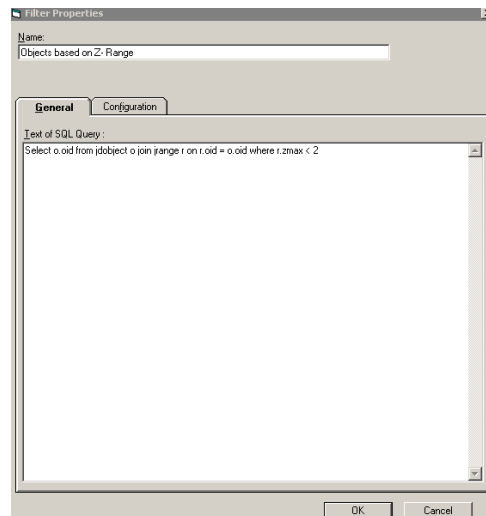 Filter Properties
Name:
Objects based on Z- Range
General Configuration
Text of SQL Query :
Select o.oid from jdobject o join jrange r on r.oid = o.oid where r.zmax < 2
OK Cancel